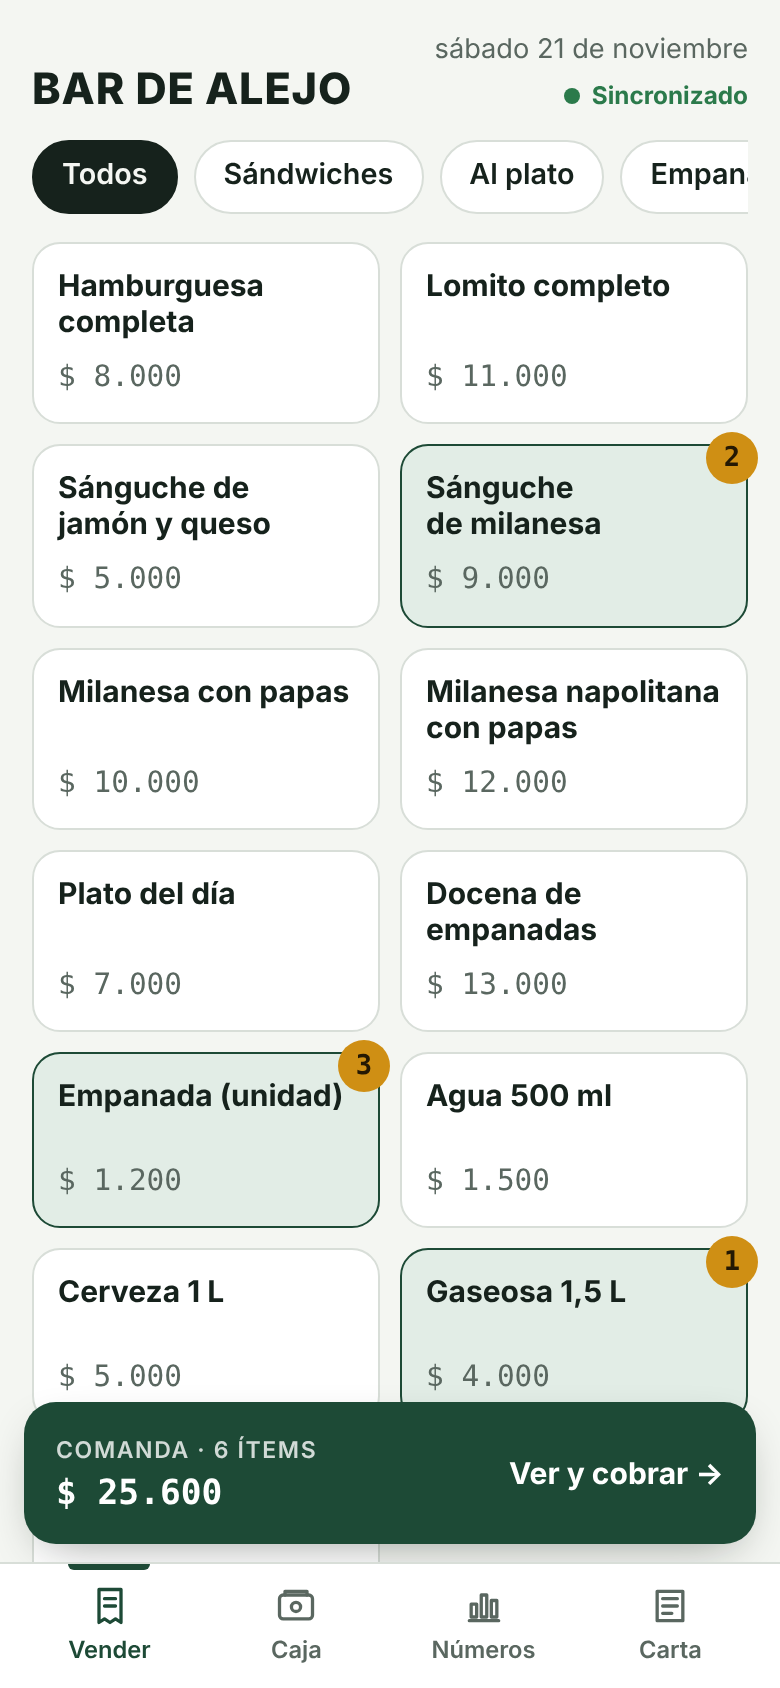 sábado 21 de noviembre
BAR DE ALEJO
Sincronizado
Todos
Sándwiches
Al plato
Empan
Hamburguesa
completa
$ 8.000
Lomito completo
$ 11.000
Sánguche de
jamón y queso
$ 5.000
2
Sánguche
de milanesa
$ 9.000
Milanesa con papas
$ 10.000
Milanesa napolitana
con papas
$ 12.000
Plato del día
$ 7.000
Docena de
empanadas
$ 13.000
3
Empanada (unidad)
$ 1.200
Agua 500 ml
$ 1.500
Cerveza 1 L
$ 5.000
1
Gaseosa 1,5 L
$ 4.000
COMANDA · 6 ÍTEMS
$ 25.600
Ver y cobrar →
Vender
Caja
Números
Carta